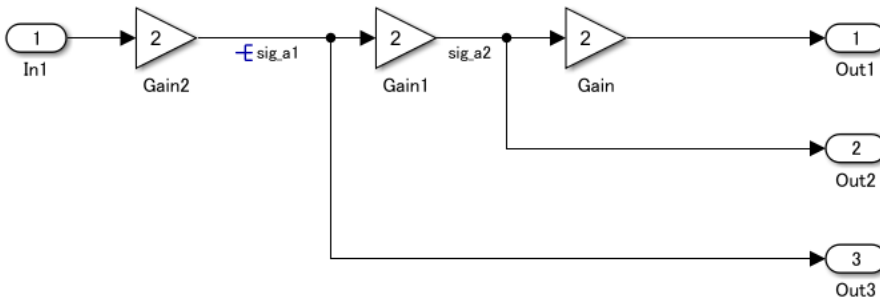 1
In1
2
Gain2
sig_a1
2
Gain1
sig_a2
2
Gain
1
Out1
2
Out2
3
Out3